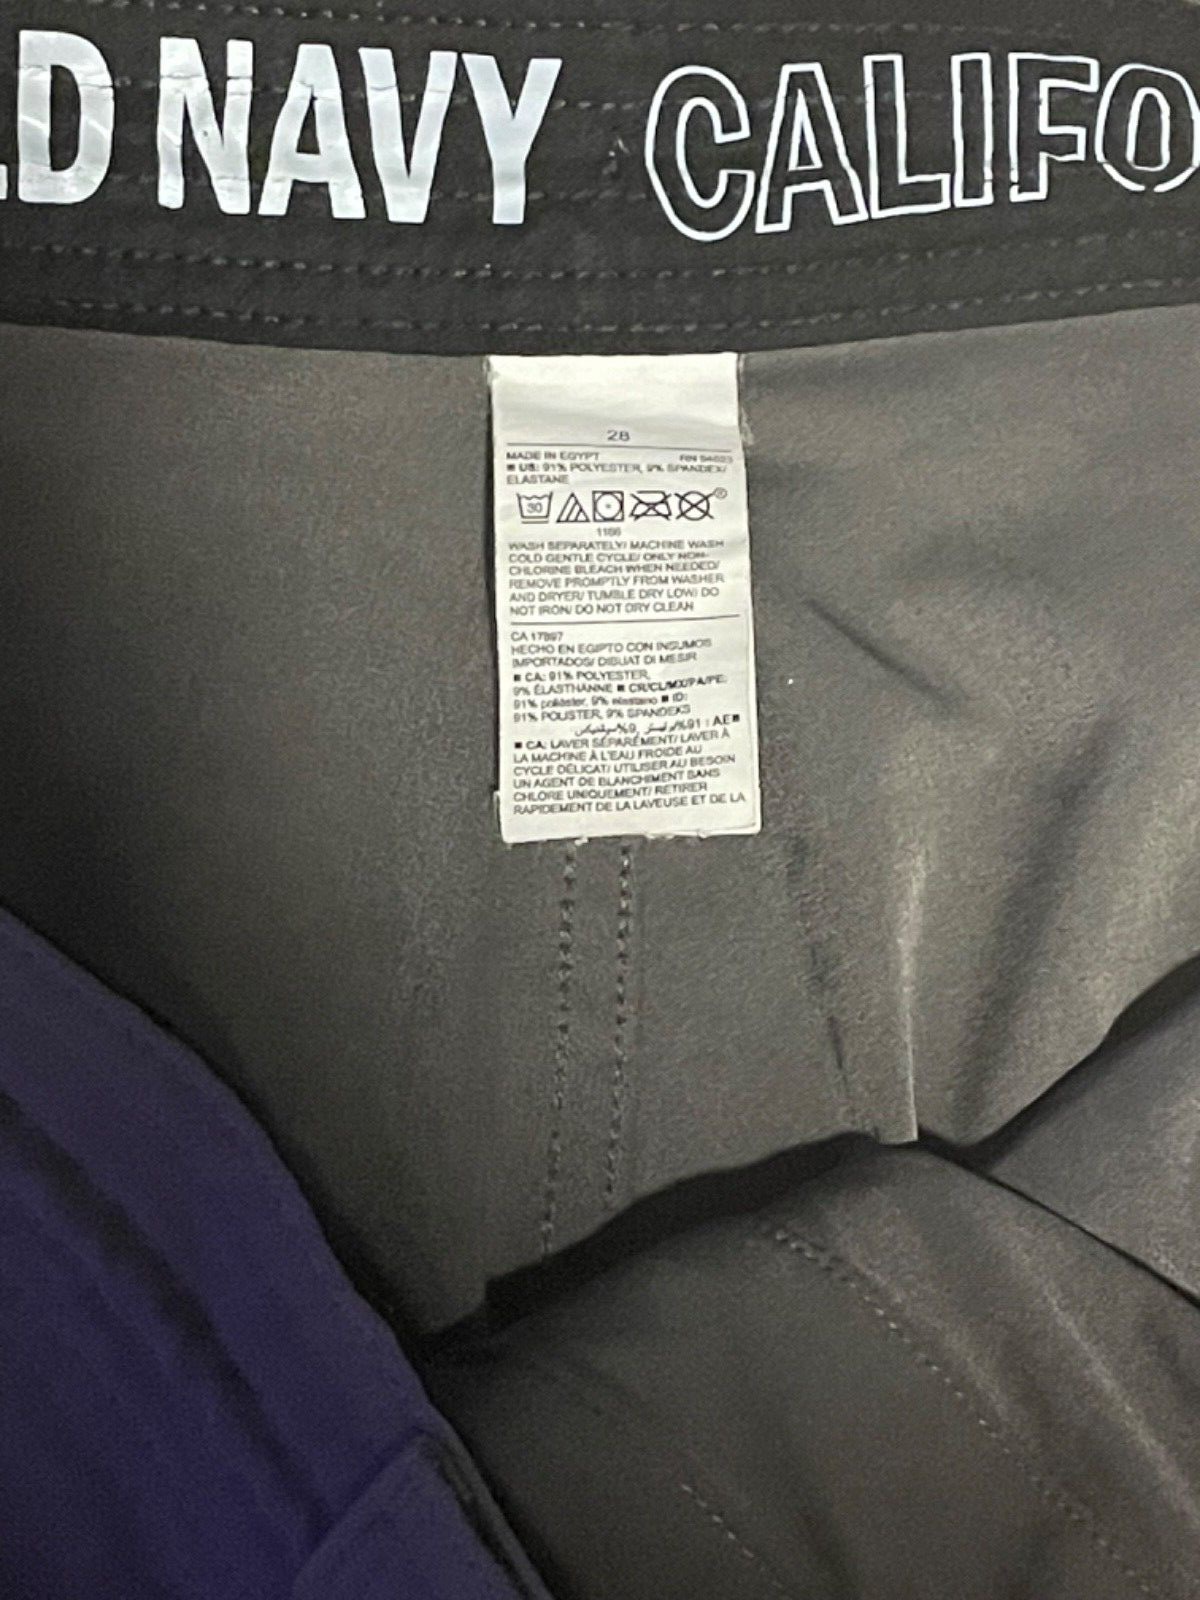 LD NAVY CALIFO
28
MADE IN EGYPT RN 54023
■ US: 91% POLYESTER, 9% SPANDEX/
ELASTANE
30
1166
WASH SEPARATELY/ MACHINE WASH
COLD GENTLE CYCLE/ ONLY NON-
CHLORINE BLEACH WHEN NEEDED/
REMOVE PROMPTLY FROM WASHER
AND DRYER/ TUMBLE DRY LOW/ DO
NOT IRON/ DO NOT DRY CLEAN
CA 17897
HECHO EN EGIPTO CON INSUMOS
IMPORTADOS/ DIBUAT DI MESIR
■ CA: 91% POLYESTER,
9% ÉLASTHANNE ■ CR/CL/MX/PA/PE:
91% poliéster, 9% elastano ■ ID:
91% POLISTER, 9% SPANDEKS
■ AE : 91% 9%
■ CA: LAVER SÉPARÉMENT/ LAVER À
LA MACHINE À L'EAU FROIDE AU
CYCLE DÉLICAT/ UTILISER AU BESOIN
UN AGENT DE BLANCHIMENT SANS
CHLORE UNIQUEMENT/ RETIRER
RAPIDEMENT DE LA LAVEUSE ET DE LA